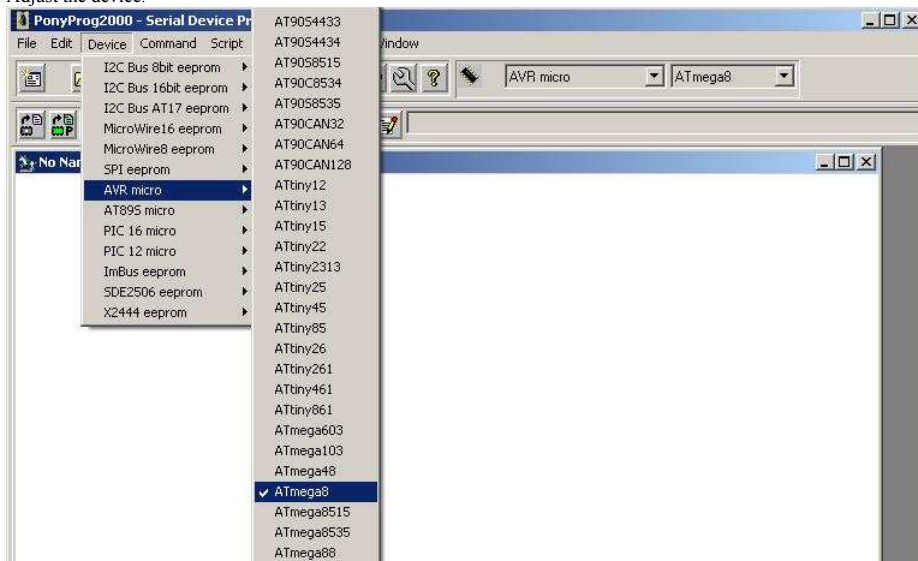 Adjust the device.
PonyProg2000 - Serial Device Pr
File Edit Device Command Script
indow
AVR micro
ATmega8
No Nar
I2C Bus 8bit eeprom
I2C Bus 16bit eeprom
I2C Bus AT17 eeprom
MicroWire16 eeprom
MicroWire8 eeprom
SPI eeprom
AVR micro
AT89S micro
PIC 16 micro
PIC 12 micro
ImBus eeprom
SDE2506 eeprom
X2444 eeprom
AT90S4433
AT90S4434
AT90S8515
AT90C8534
AT90S8535
AT90CAN32
AT90CAN64
AT90CAN128
ATtiny12
ATtiny13
ATtiny15
ATtiny22
ATtiny2313
ATtiny25
ATtiny45
ATtiny85
ATtiny26
ATtiny261
ATtiny461
ATtiny861
ATmega603
ATmega103
ATmega48
ATmega8
ATmega8515
ATmega8535
ATmega88